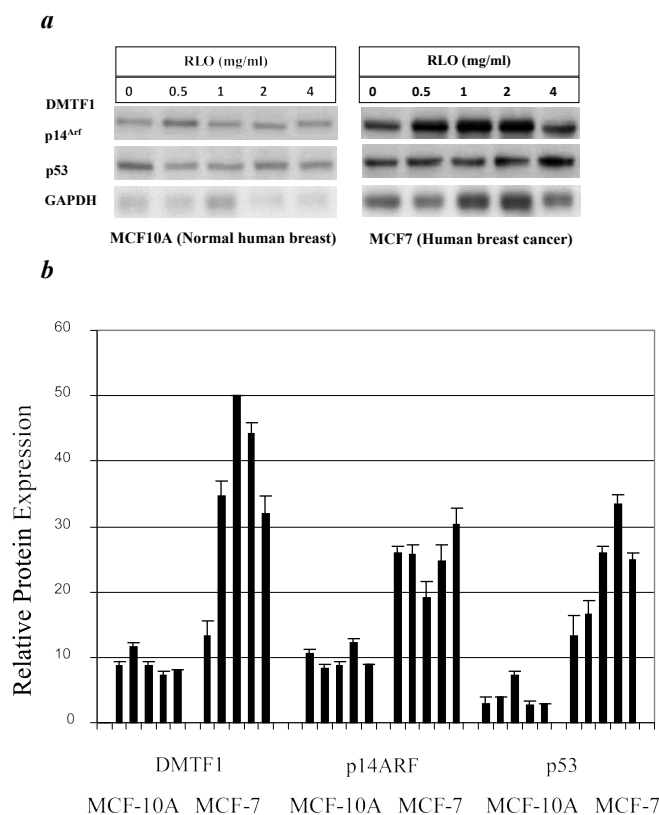 a
RLO (mg/ml)
0 0.5 1 2 4
RLO (mg/ml)
0 0.5 1 2 4
DMTF1
p14Arf
p53
GAPDH
MCF10A (Normal human breast)
MCF7 (Human breast cancer)
b
Relative Protein Expression
60
50
40
30
20
10
0
DMTF1 p14ARF p53
MCF-10A MCF-7 MCF-10A MCF-7 MCF-10A MCF-7